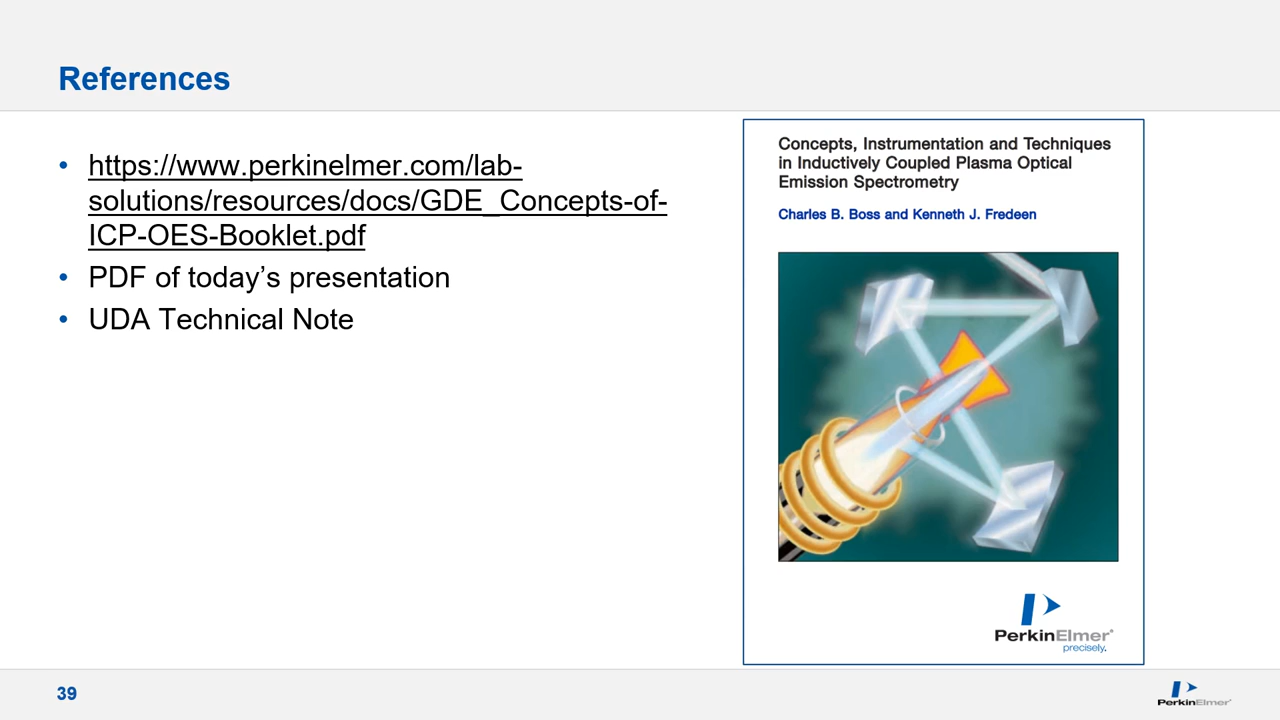 References
• https://www.perkinelmer.com/lab-
solutions/resources/docs/GDE_Concepts-of-
ICP-OES-Booklet.pdf
• PDF of today’s presentation
• UDA Technical Note
Concepts, Instrumentation and Techniques
in Inductively Coupled Plasma Optical
Emission Spectrometry
Charles B. Boss and Kenneth J. Fredeen
PerkinElmer®
precisely.
39
PerkinElmer®